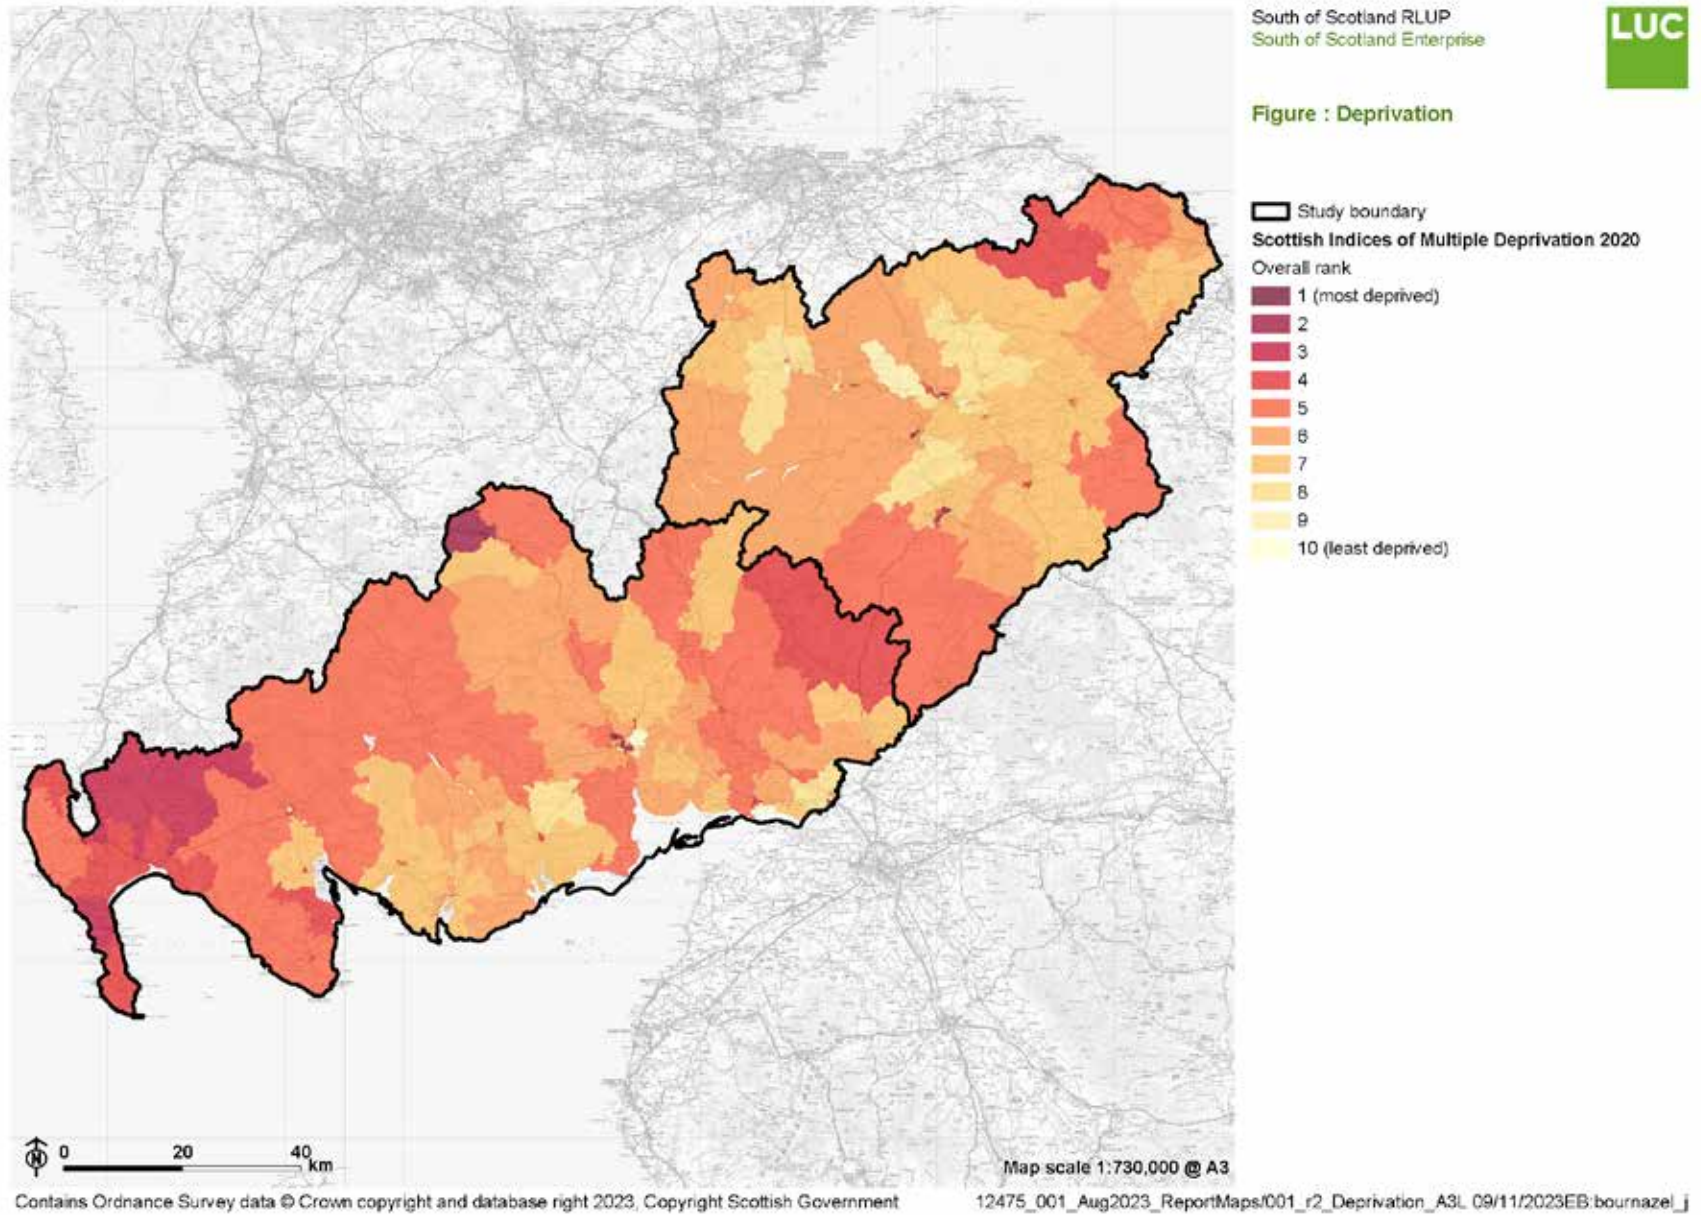 South of Scotland RLUP
South of Scotland Enterprise
LUC
Figure : Deprivation
Study boundary
Scottish Indices of Multiple Deprivation 2020
Overall rank
1 (most deprived)
2
3
4
5
6
7
8
9
10 (least deprived)
N
0 20 40 km
Map scale 1:730,000 @ A3
Contains Ordnance Survey data © Crown copyright and database right 2023, Copyright Scottish Government
12475_001_Aug2023_ReportMaps/001_r2_Deprivation_A3L 09/11/2023EB:bournazel_j